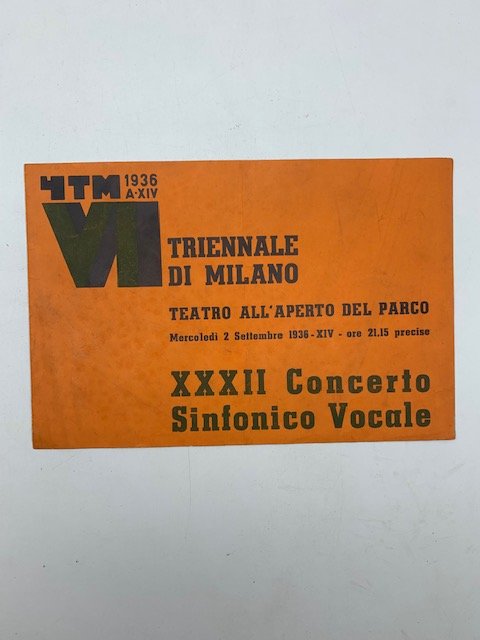 4TM 1936
A·XIV
VI
TRIENNALE
DI MILANO
TEATRO ALL'APERTO DEL PARCO
Mercoledì 2 Settembre 1936-XIV - ore 21,15 precise
XXXII Concerto
Sinfonico Vocale